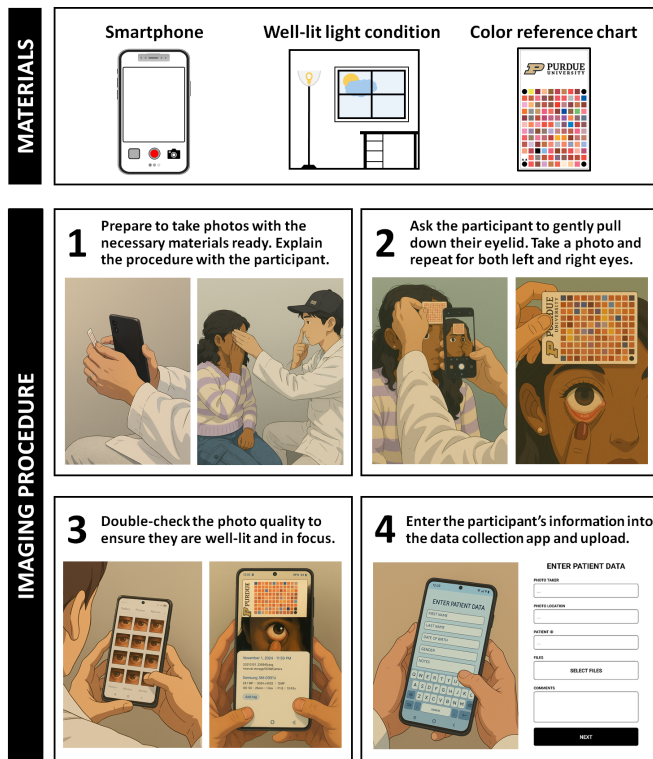 MATERIALS
Smartphone
Well-lit light condition
Color reference chart
PURDUE
UNIVERSITY
IMAGING PROCEDURE
1
Prepare to take photos with the
necessary materials ready. Explain
the procedure with the participant.
2
Ask the participant to gently pull
down their eyelid. Take a photo and
repeat for both left and right eyes.
PURDUE
UNIVERSITY
3
Double-check the photo quality to
ensure they are well-lit and in focus.
PURDUE
November 1, 2024
4
Enter the participant's information into
the data collection app and upload.
ENTER PATIENT DATA
FIRST NAME
LAST NAME
DATE OF BIRTH
GENDER
NOTES
ENTER PATIENT DATA
PHOTO TAKER
...
PHOTO LOCATION
...
PATIENT ID
...
FILES
SELECT FILES
COMMENTS
...
NEXT